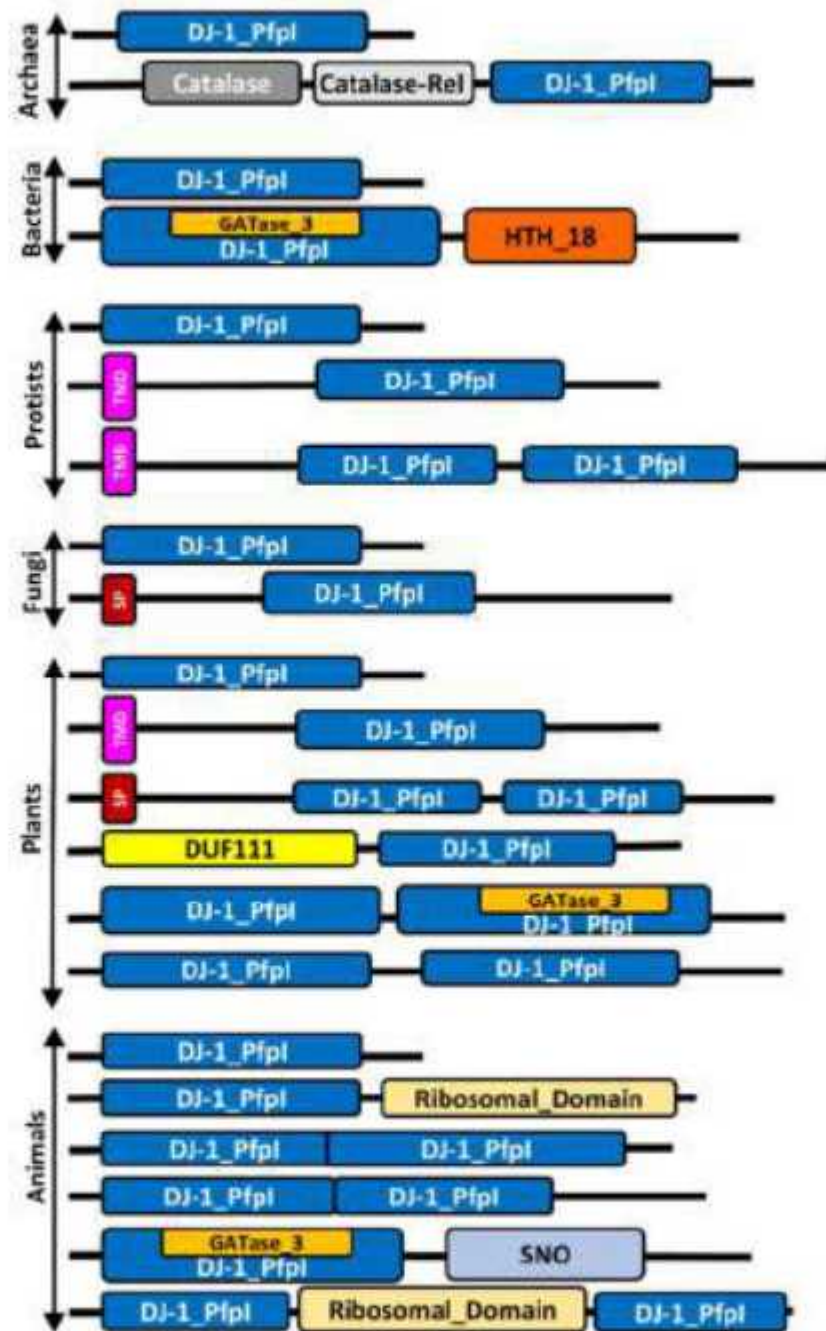 Archaea
DJ-1_PfpI
Catalase Catalase-Rel DJ-1_PfpI
Bacteria
DJ-1_PfpI
GATase_3
DJ-1_PfpI HTH_18
Protists
DJ-1_PfpI
TMD DJ-1_PfpI
TMB DJ-1_PfpI DJ-1_PfpI
Fungi
DJ-1_PfpI
SP DJ-1_PfpI
Plants
DJ-1_PfpI
TMD DJ-1_PfpI
SP DJ-1_PfpI DJ-1_PfpI
DUF111 DJ-1_PfpI
DJ-1_PfpI GATase_3
DJ-1_PfpI
DJ-1_PfpI DJ-1_PfpI
Animals
DJ-1_PfpI
DJ-1_PfpI Ribosomal_Domain
DJ-1_PfpI DJ-1_PfpI
DJ-1_PfpI DJ-1_PfpI
GATase_3
DJ-1_PfpI SNO
DJ-1_PfpI Ribosomal_Domain DJ-1_PfpI